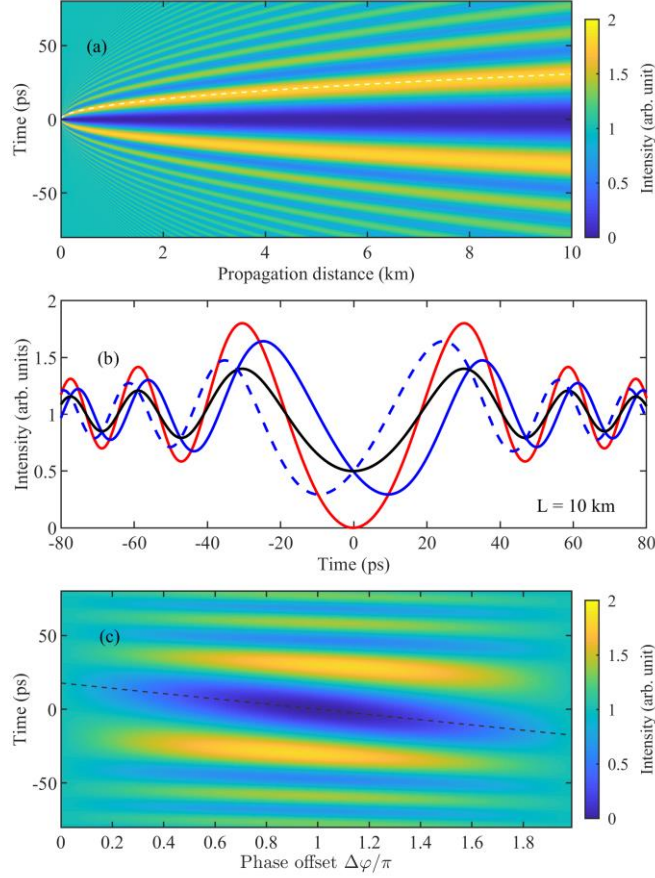 (a)
Time (ps)
50
0
-50
0 2 4 6 8 10
Propagation distance (km)
2
1.5
1
0.5
0
Intensity (arb. unit)
(b)
Intensity (arb. units)
2
1.5
1
0.5
0
L = 10 km
-80 -60 -40 -20 0 20 40 60 80
Time (ps)
(c)
Time (ps)
50
0
-50
0 0.2 0.4 0.6 0.8 1 1.2 1.4 1.6 1.8
Phase offset Δφ/π
2
1.5
1
0.5
0
Intensity (arb. unit)